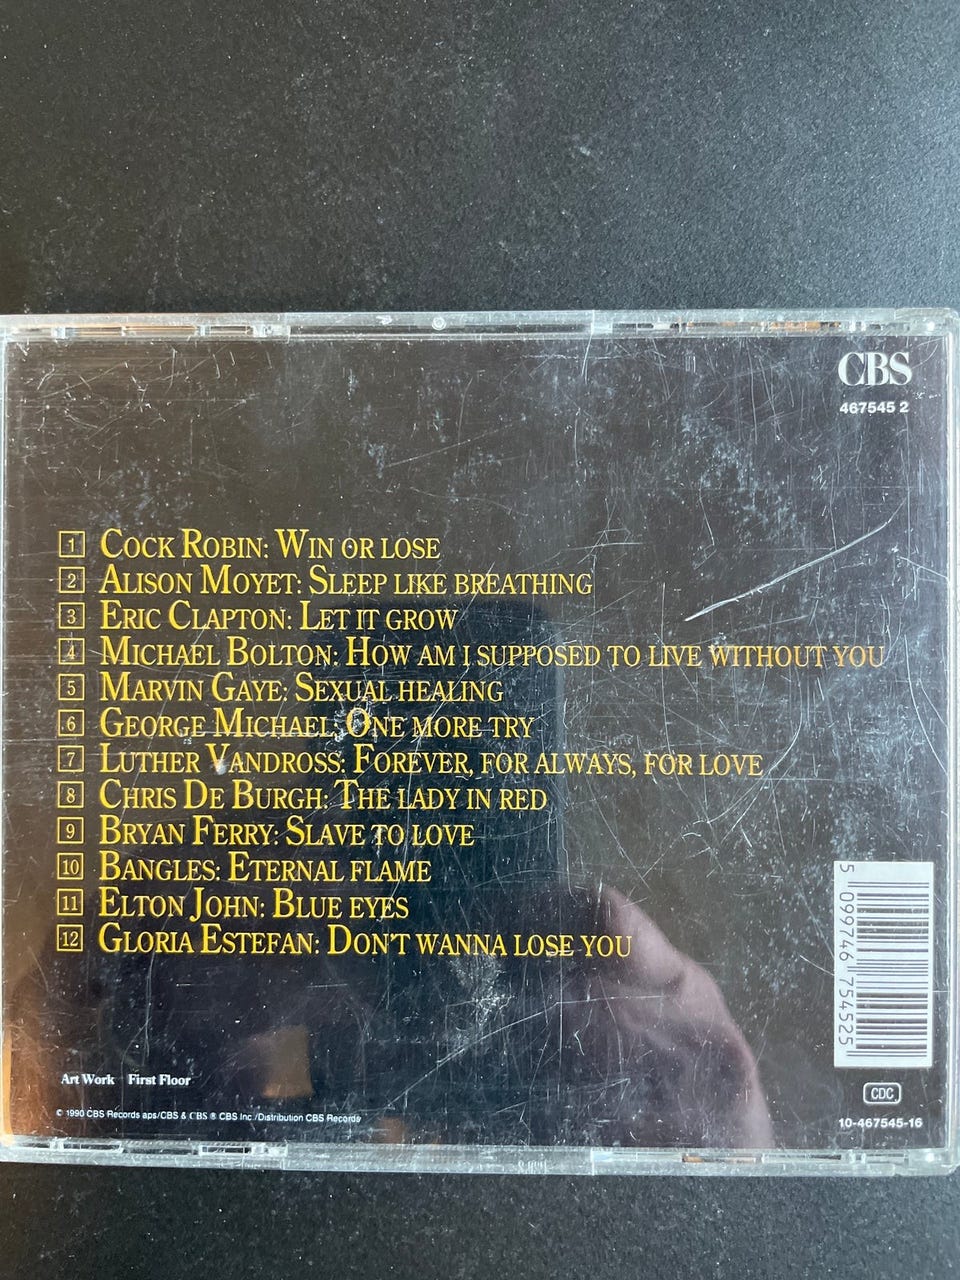 CBS
467545 2
1 COCK ROBIN: WIN OR LOSE
2 ALISON MOYET: SLEEP LIKE BREATHING
3 ERIC CLAPTON: LET IT GROW
4 MICHAEL BOLTON: HOW AM I SUPPOSED TO LIVE WITHOUT YOU
5 MARVIN GAYE: SEXUAL HEALING
6 GEORGE MICHAEL: ONE MORE TRY
7 LUTHER VANDROSS: FOREVER, FOR ALWAYS, FOR LOVE
8 CHRIS DE BURGH: THE LADY IN RED
9 BRYAN FERRY: SLAVE TO LOVE
10 BANGLES: ETERNAL FLAME
11 ELTON JOHN: BLUE EYES
12 GLORIA ESTEFAN: DON'T WANNA LOSE YOU
5 099746 754525
Art Work First Floor
© 1990 CBS Records aps/CBS & CBS ® CBS Inc./Distribution CBS Records
CDC
10-467545-16